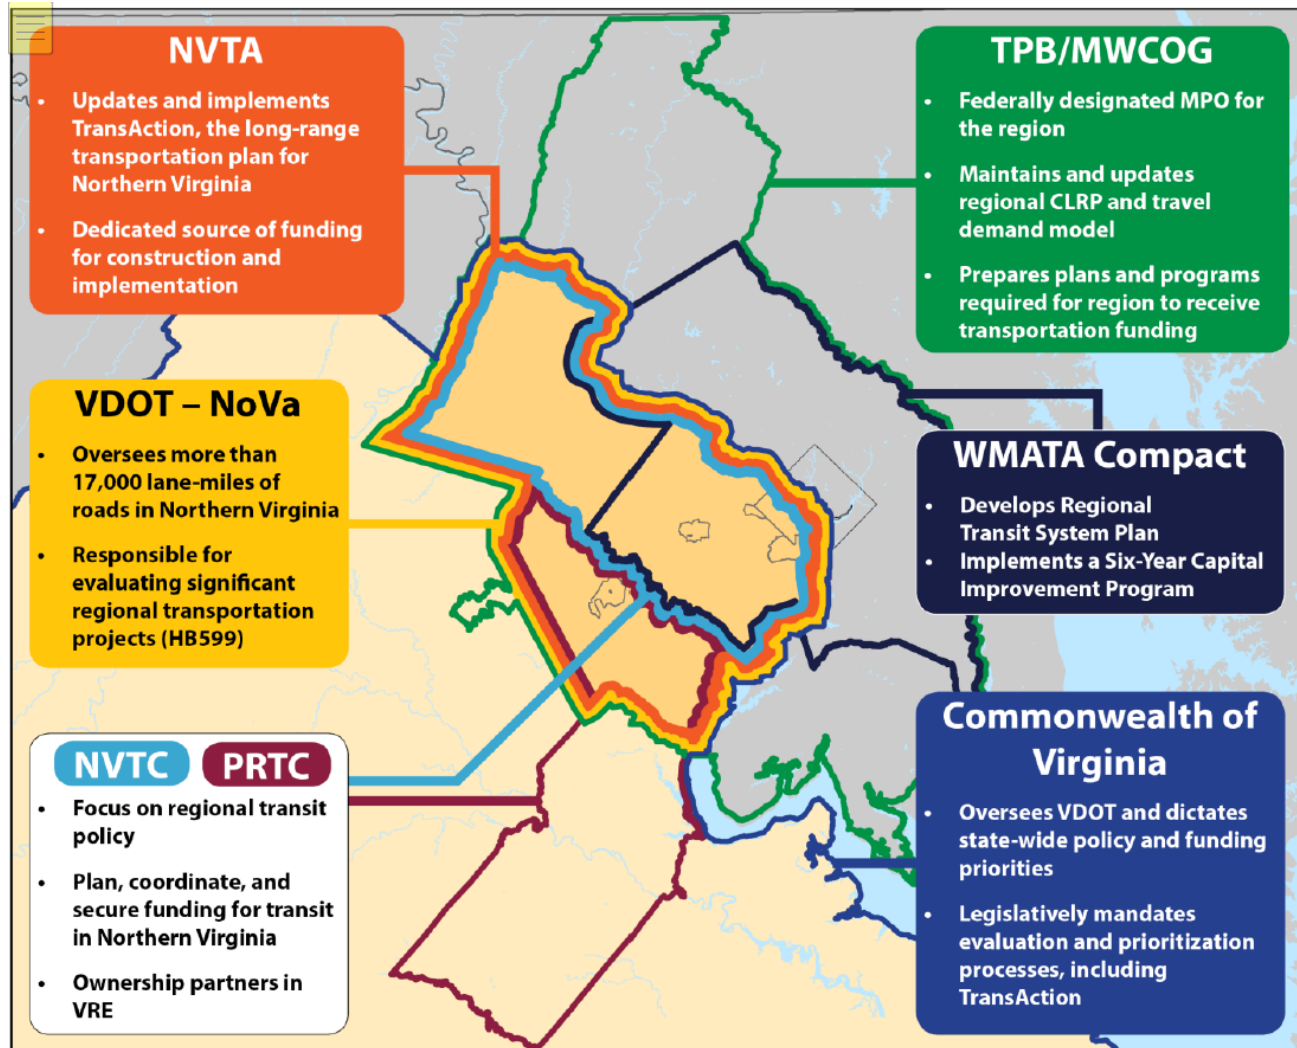 NVTA
• Updates and implements
TransAction, the long-range
transportation plan for
Northern Virginia
• Dedicated source of funding
for construction and
implementation
TPB/MWCOG
• Federally designated MPO for
the region
• Maintains and updates
regional CLRP and travel
demand model
• Prepares plans and programs
required for region to receive
transportation funding
VDOT – NoVa
• Oversees more than
17,000 lane-miles of
roads in Northern Virginia
• Responsible for
evaluating significant
regional transportation
projects (HB599)
WMATA Compact
• Develops Regional
Transit System Plan
• Implements a Six-Year Capital
Improvement Program
NVTC PRTC
• Focus on regional transit
policy
• Plan, coordinate, and
secure funding for transit
in Northern Virginia
• Ownership partners in
VRE
Commonwealth of
Virginia
• Oversees VDOT and dictates
state-wide policy and funding
priorities
• Legislatively mandates
evaluation and prioritization
processes, including
TransAction